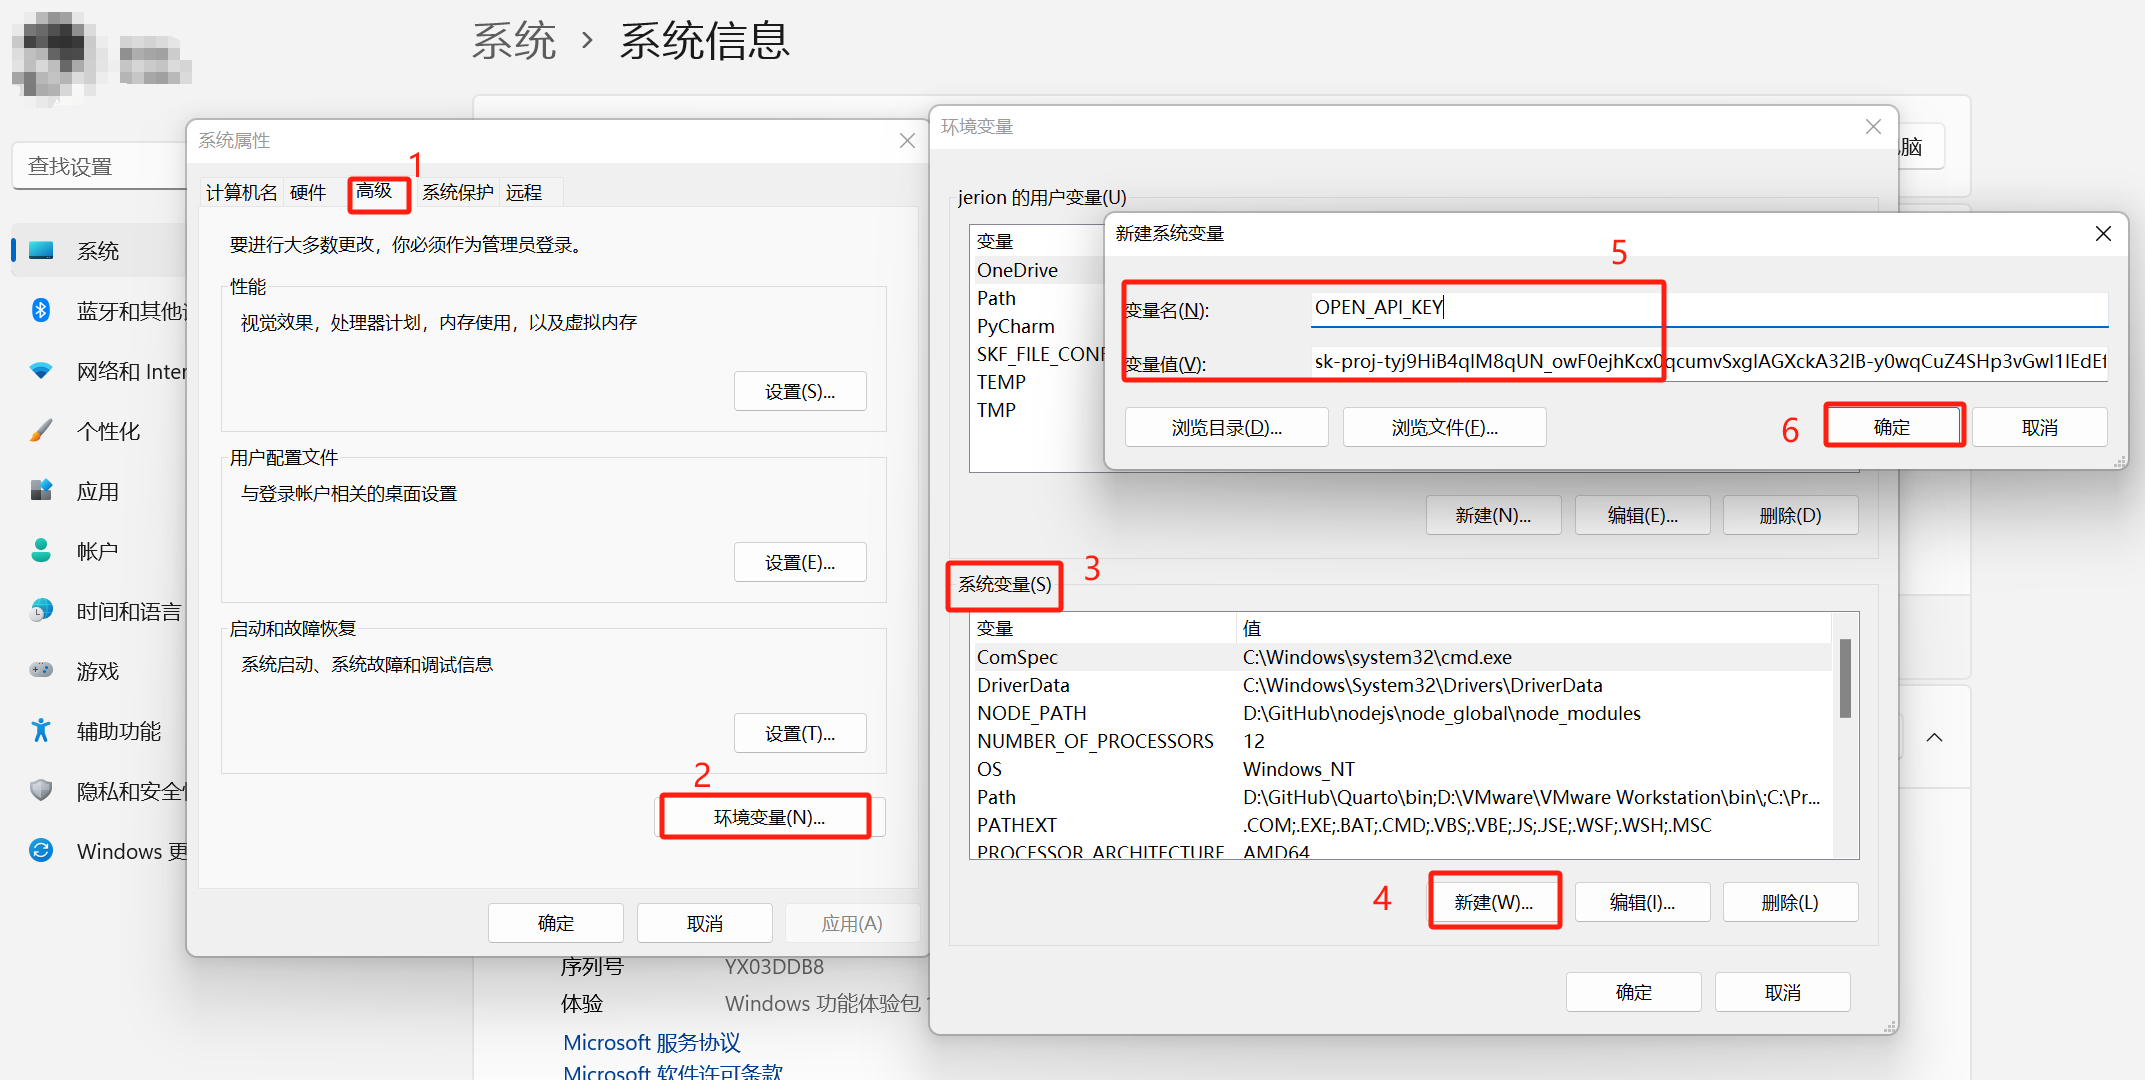 系统 › 系统信息
查找设置
系统
蓝牙和其他
网络和 Inter
个性化
应用
帐户
时间和语言
游戏
辅助功能
隐私和安全
Windows 更
系统属性
1
计算机名 硬件 高级 系统保护 远程
要进行大多数更改，你必须作为管理员登录。
性能
视觉效果，处理器计划，内存使用，以及虚拟内存
设置(S)...
用户配置文件
与登录帐户相关的桌面设置
设置(E)...
启动和故障恢复
系统启动、系统故障和调试信息
设置(T)...
2
环境变量(N)...
确定 取消 应用(A)
序列号 YX03DDB8
体验 Windows 功能体验包
Microsoft 服务协议
Microsoft 软件许可条款
环境变量
脑
jerion 的用户变量(U)
变量
OneDrive
Path
PyCharm
SKF_FILE_CONF
TEMP
TMP
新建(N)... 编辑(E)... 删除(D)
新建系统变量
5
变量名(N): OPEN_API_KEY
变量值(V): sk-proj-tyj9HiB4qIM8qUN_owF0ejhKcx0qcumvSxgIAGXckA32lB-y0wqCuZ4SHp3vGwl1lEdEf
浏览目录(D)... 浏览文件(F)... 6 确定 取消
系统变量(S) 3
变量 值
ComSpec C:\Windows\system32\cmd.exe
DriverData C:\Windows\System32\Drivers\DriverData
NODE_PATH D:\GitHub\nodejs\node_global\node_modules
NUMBER_OF_PROCESSORS 12
OS Windows_NT
Path D:\GitHub\Quarto\bin;D:\VMware\VMware Workstation\bin\;C:\Pr...
PATHEXT .COM;.EXE;.BAT;.CMD;.VBS;.VBE;.JS;.JSE;.WSF;.WSH;.MSC
PROCESSOR_ARCHITECTURE AMD64
4 新建(W)... 编辑(I)... 删除(L)
确定 取消